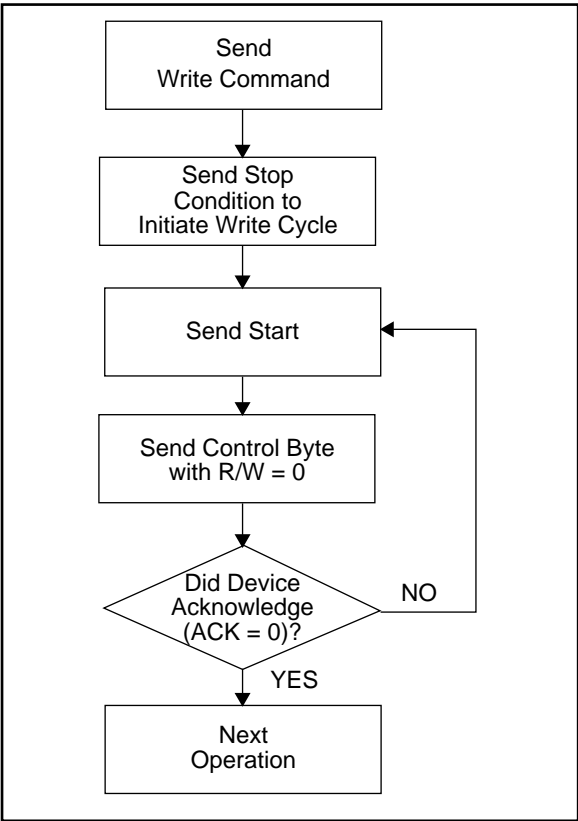 Send
Write Command
Send Stop
Condition to
Initiate Write Cycle
Send Start
Send Control Byte
with R/W = 0
Did Device
Acknowledge
(ACK = 0)?
NO
YES
Next
Operation